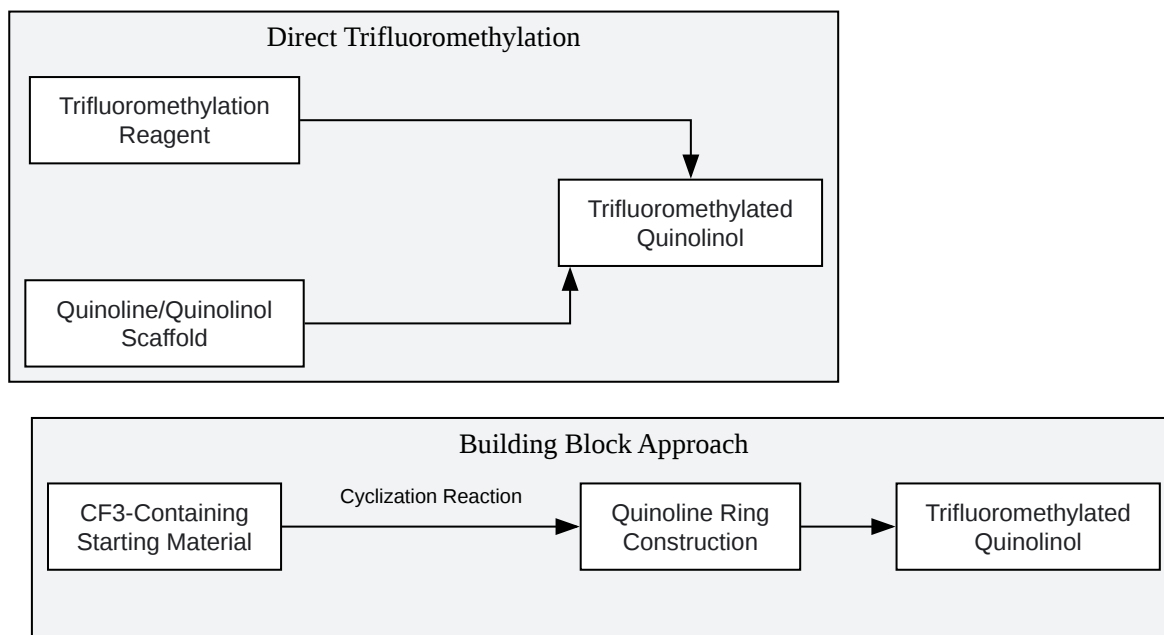 Direct Trifluoromethylation
Trifluoromethylation
Reagent
Trifluoromethylated
Quinolinol
Quinoline/Quinolinol
Scaffold
Building Block Approach
CF3-Containing
Starting Material
Cyclization Reaction
Quinoline Ring
Construction
Trifluoromethylated
Quinolinol